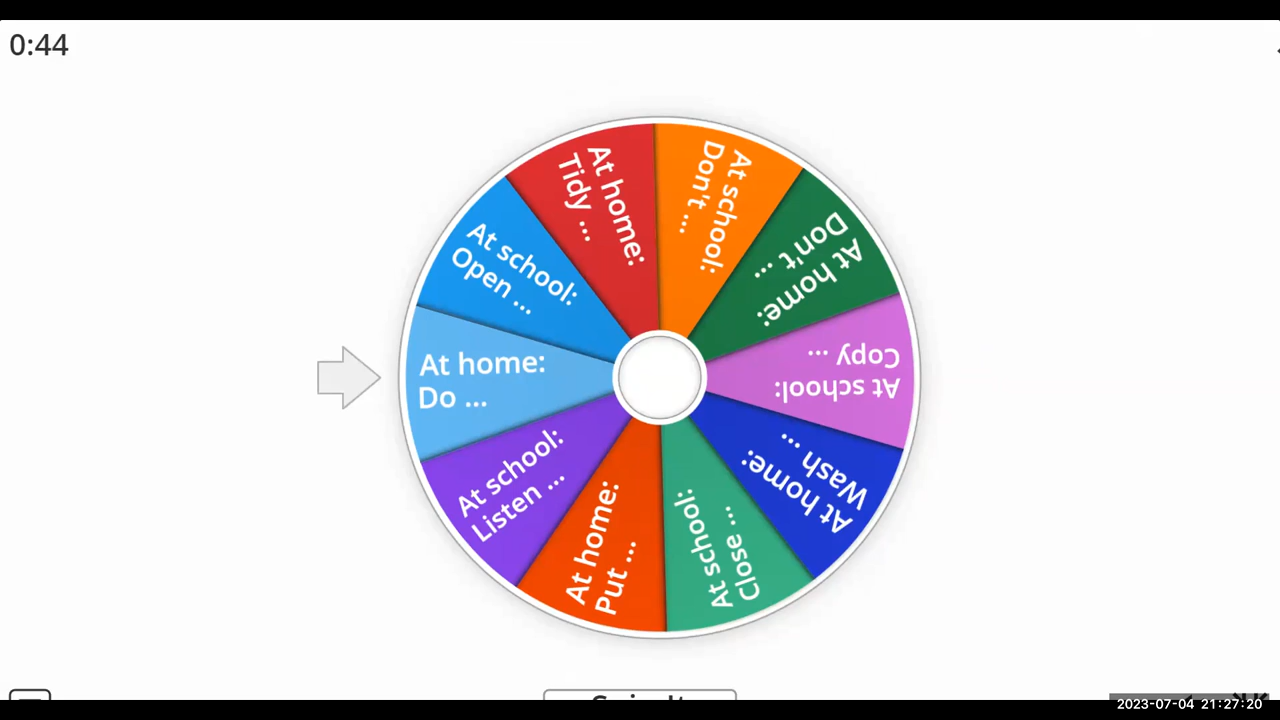 0:44
At home:
Tidy ...
At school:
Don't ...
At home:
Don't ...
At school:
Copy ...
At home:
Wash ...
At school:
Close ...
At home:
Put ...
At school:
Listen ...
At home:
Do ...
At school:
Open ...
2023-07-04 21:27:20